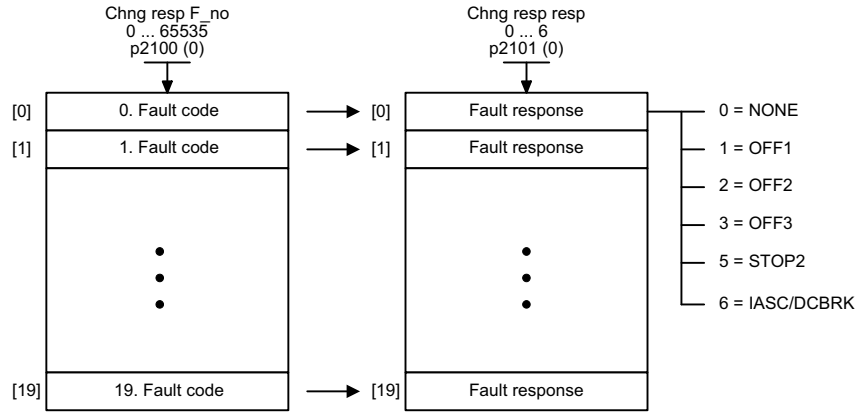 Chng resp F_no
0 ... 65535
p2100 (0)
Chng resp resp
0 ... 6
p2101 (0)
[0] 0. Fault code [0] Fault response 0 = NONE
[1] 1. Fault code [1] Fault response 1 = OFF1
2 = OFF2
3 = OFF3
5 = STOP2
6 = IASC/DCBRK
[19] 19. Fault code [19] Fault response